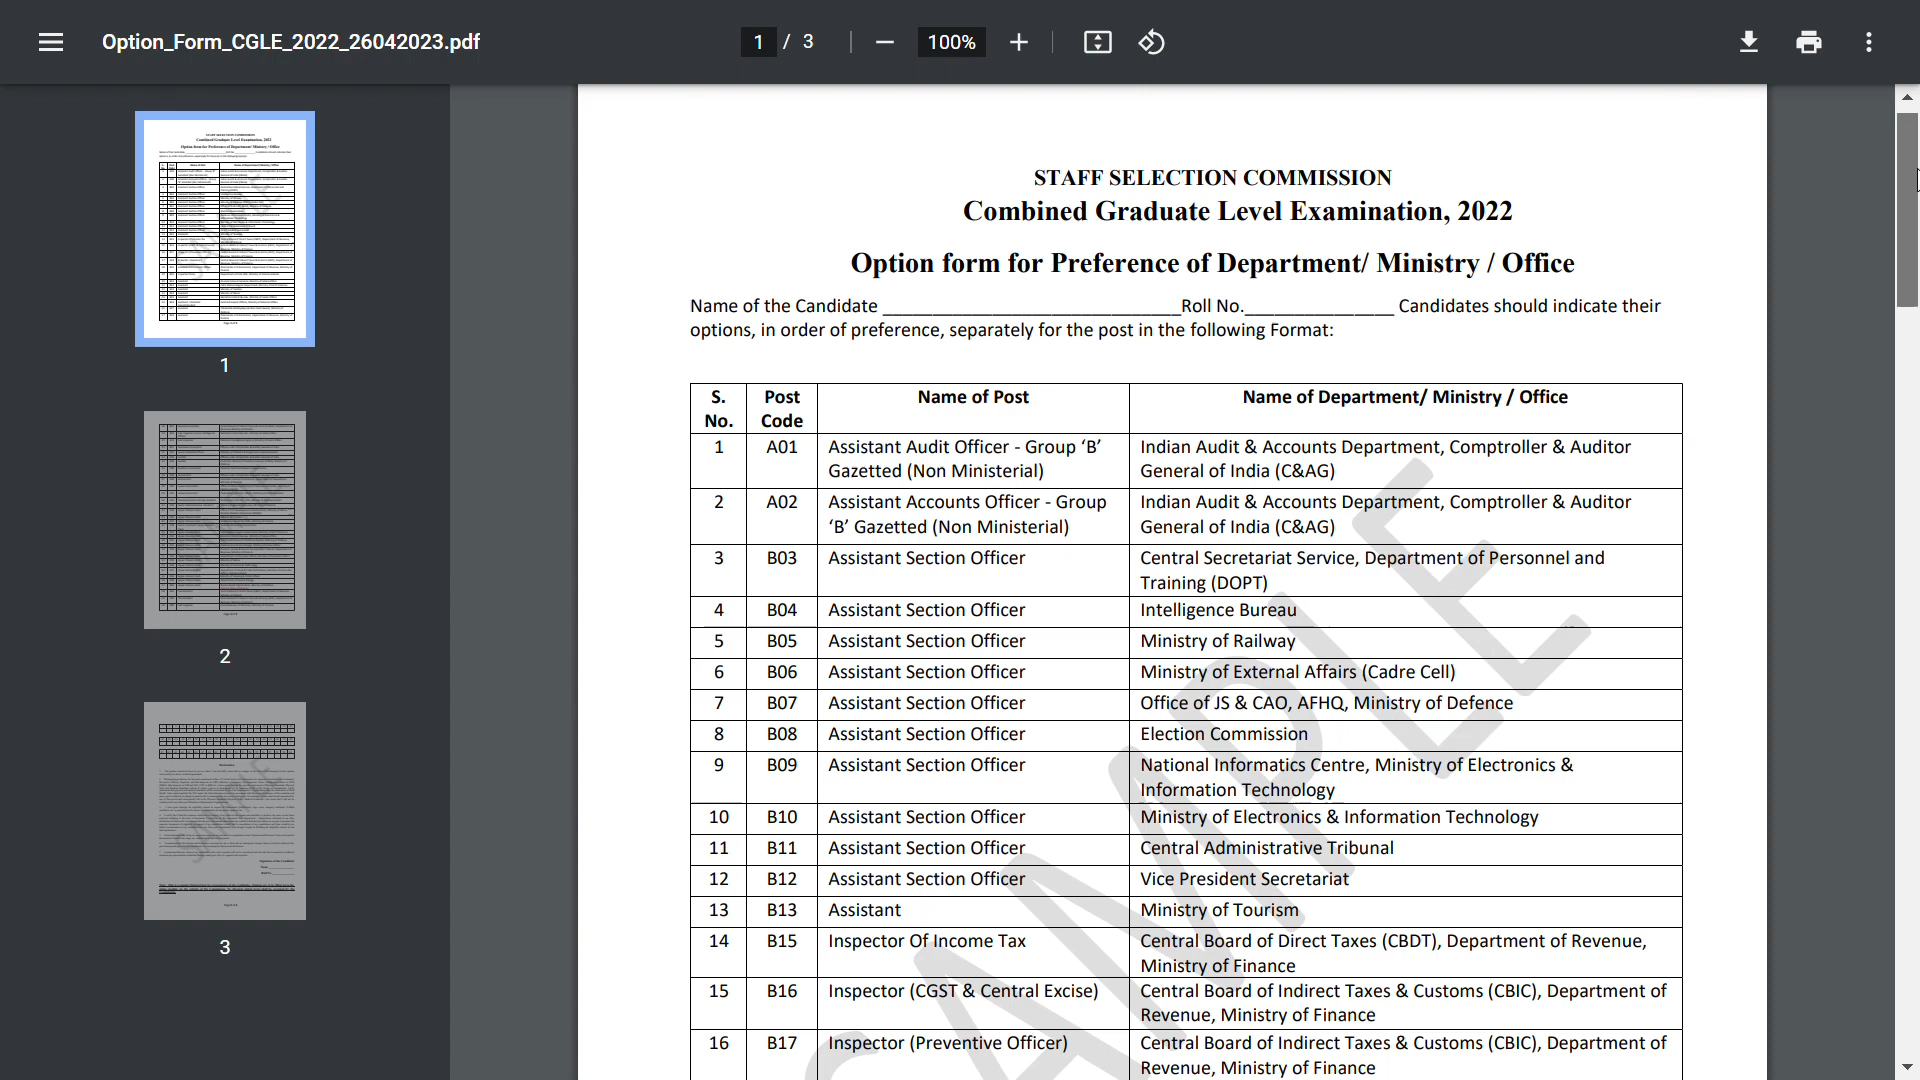 Option_Form_CGLE_2022_26042023.pdf
1 / 3
100%
1
2
3
STAFF SELECTION COMMISSION
Combined Graduate Level Examination, 2022
Option form for Preference of Department/ Ministry / Office
Name of the Candidate ______________________________Roll No._______________ Candidates should indicate their
options, in order of preference, separately for the post in the following Format:
S. No. Post Code Name of Post Name of Department/ Ministry / Office
1 A01 Assistant Audit Officer - Group ‘B’ Gazetted (Non Ministerial) Indian Audit & Accounts Department, Comptroller & Auditor General of India (C&AG)
2 A02 Assistant Accounts Officer - Group ‘B’ Gazetted (Non Ministerial) Indian Audit & Accounts Department, Comptroller & Auditor General of India (C&AG)
3 B03 Assistant Section Officer Central Secretariat Service, Department of Personnel and Training (DOPT)
4 B04 Assistant Section Officer Intelligence Bureau
5 B05 Assistant Section Officer Ministry of Railway
6 B06 Assistant Section Officer Ministry of External Affairs (Cadre Cell)
7 B07 Assistant Section Officer Office of JS & CAO, AFHQ, Ministry of Defence
8 B08 Assistant Section Officer Election Commission
9 B09 Assistant Section Officer National Informatics Centre, Ministry of Electronics & Information Technology
10 B10 Assistant Section Officer Ministry of Electronics & Information Technology
11 B11 Assistant Section Officer Central Administrative Tribunal
12 B12 Assistant Section Officer Vice President Secretariat
13 B13 Assistant Ministry of Tourism
14 B15 Inspector Of Income Tax Central Board of Direct Taxes (CBDT), Department of Revenue, Ministry of Finance
15 B16 Inspector (CGST & Central Excise) Central Board of Indirect Taxes & Customs (CBIC), Department of Revenue, Ministry of Finance
16 B17 Inspector (Preventive Officer) Central Board of Indirect Taxes & Customs (CBIC), Department of Revenue, Ministry of Finance
SAMPLE